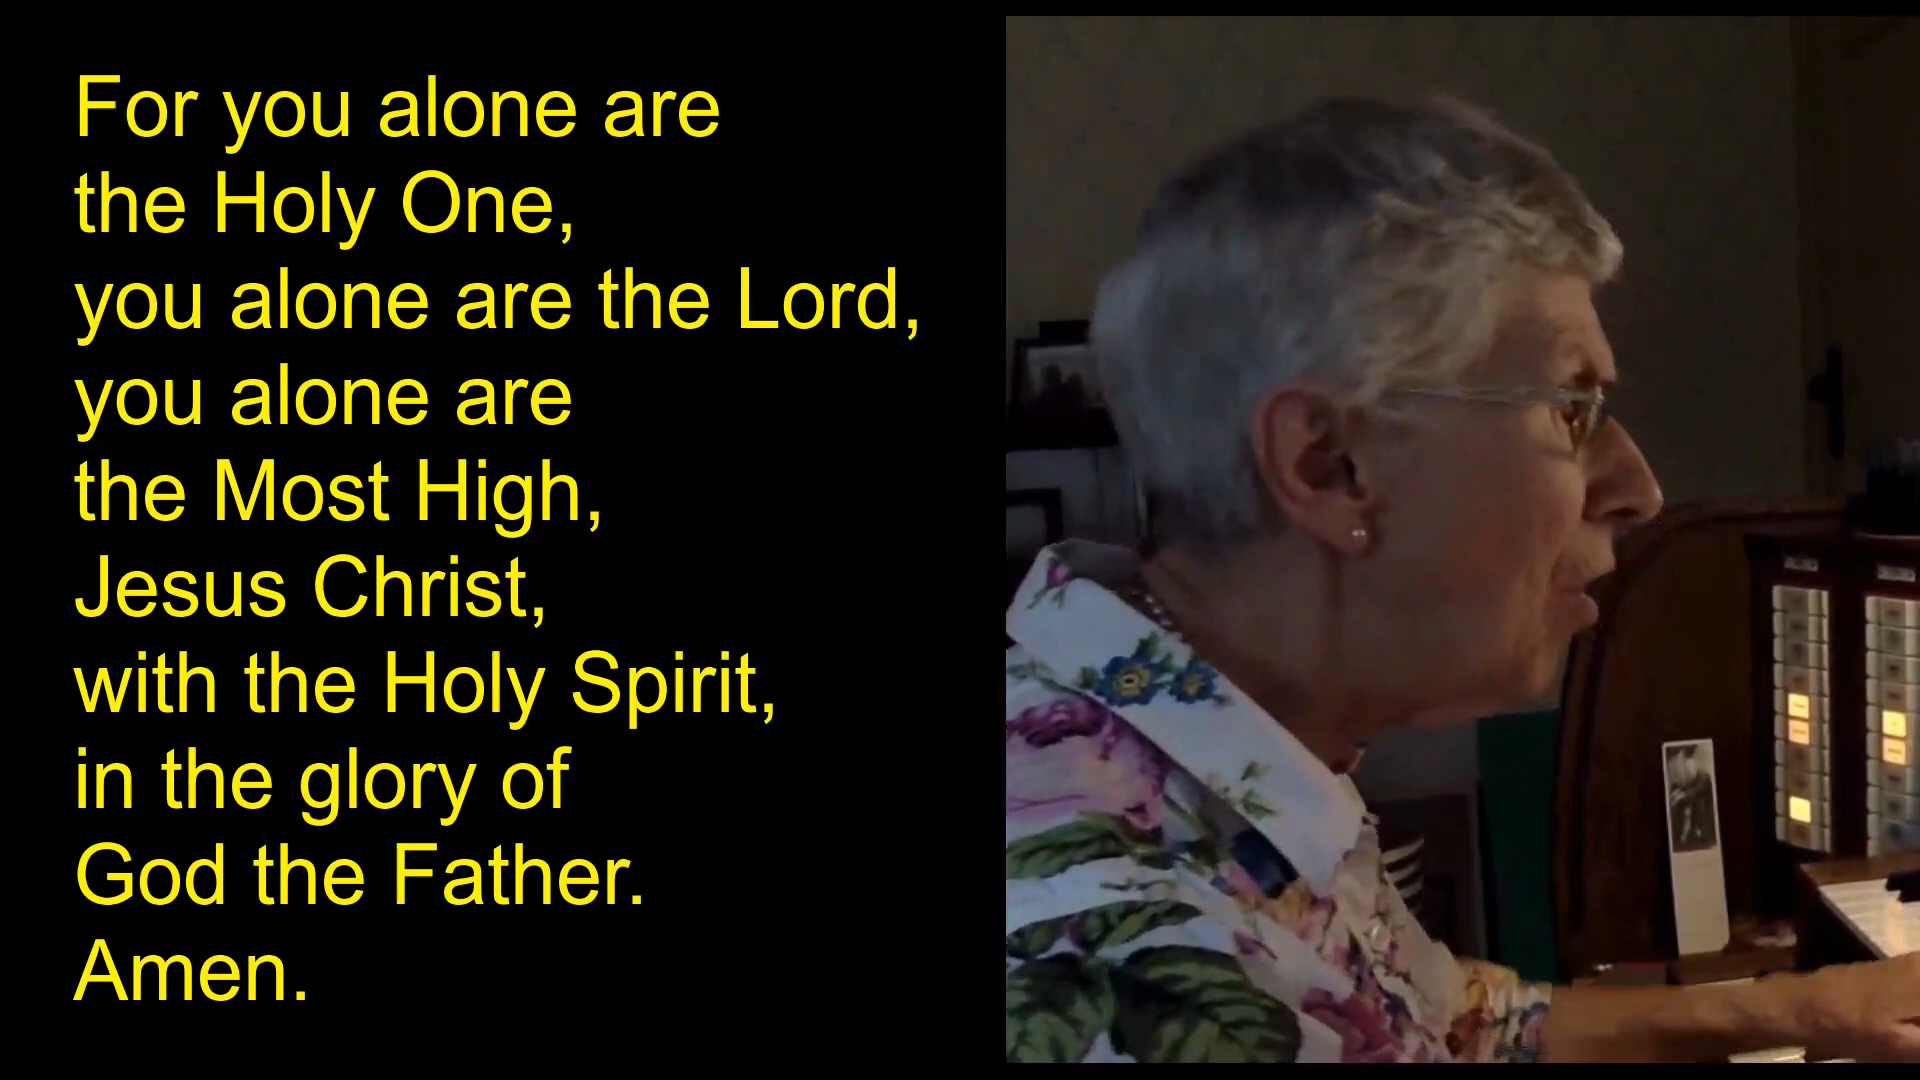 For you alone are
the Holy One,
you alone are the Lord,
you alone are
the Most High,
Jesus Christ,
with the Holy Spirit,
in the glory of
God the Father.
Amen.